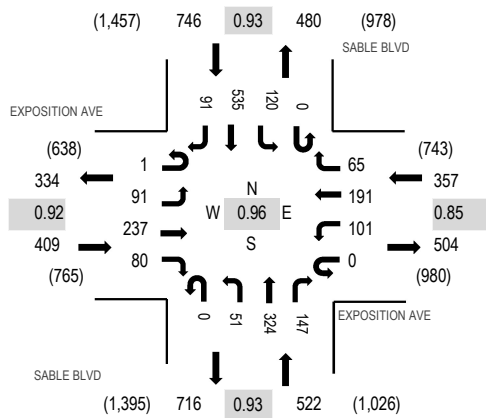 (1,457) 746 0.93 480 (978)
SABLE BLVD
91 535 120 0
EXPOSITION AVE
(638) (743)
334 1 65 357
91 N 191
0.92 237 W 0.96 E 101 0.85
409 80 S 0 504
(765) (980)
0 51 324 147
EXPOSITION AVE
SABLE BLVD
(1,395) 716 0.93 522 (1,026)